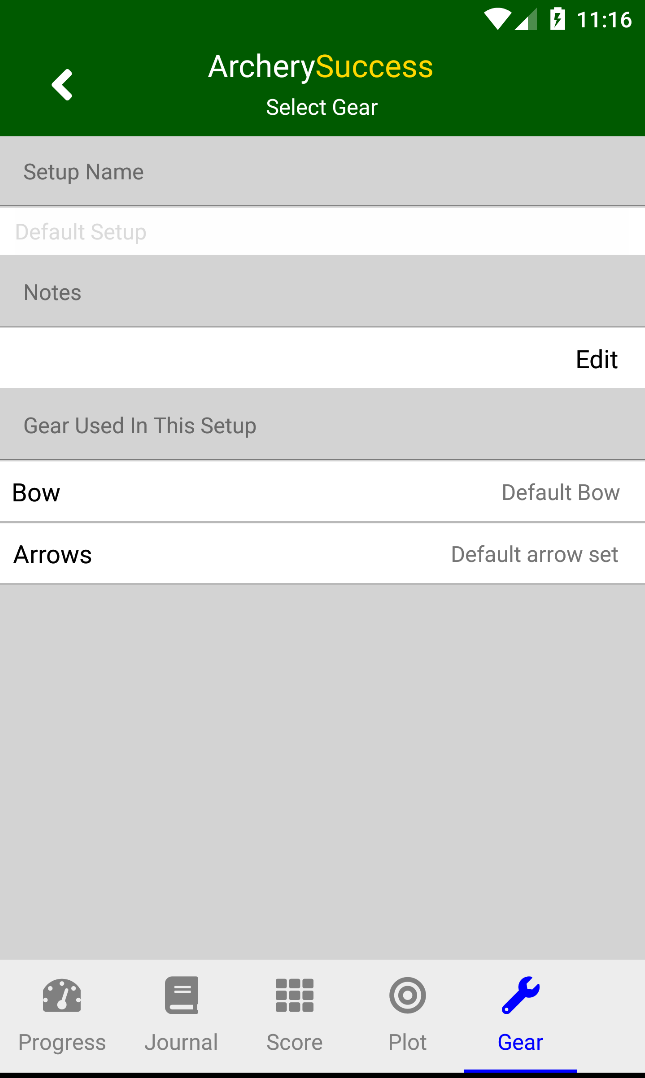 11:16
ArcherySuccess
Select Gear
Setup Name
Default Setup
Notes
Edit
Gear Used In This Setup
Bow Default Bow
Arrows Default arrow set
Progress Journal Score Plot Gear